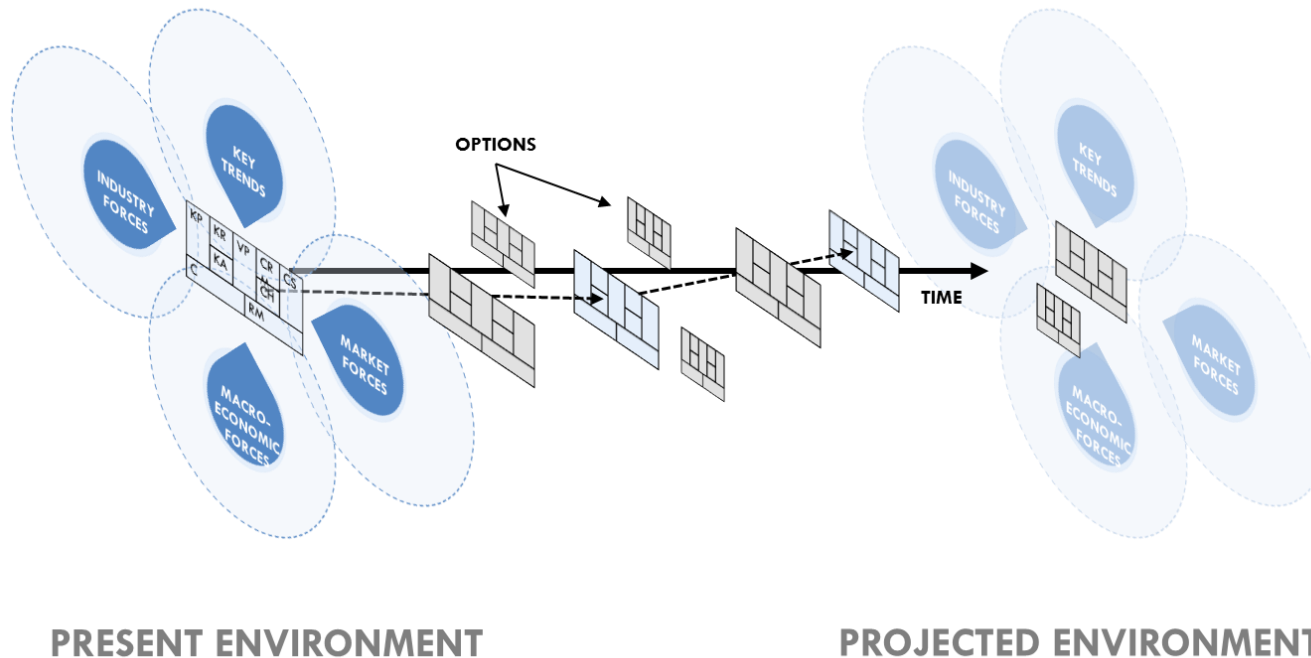 INDUSTRY
FORCES
KEY
TRENDS
KP
KR
VP
CR
CS
KA
CH
C
RM
MARKET
FORCES
MACRO-
ECONOMIC
FORCES
OPTIONS
TIME
INDUSTRY
FORCES
KEY
TRENDS
MARKET
FORCES
MACRO-
ECONOMIC
FORCES
PRESENT ENVIRONMENT
PROJECTED ENVIRONMENT